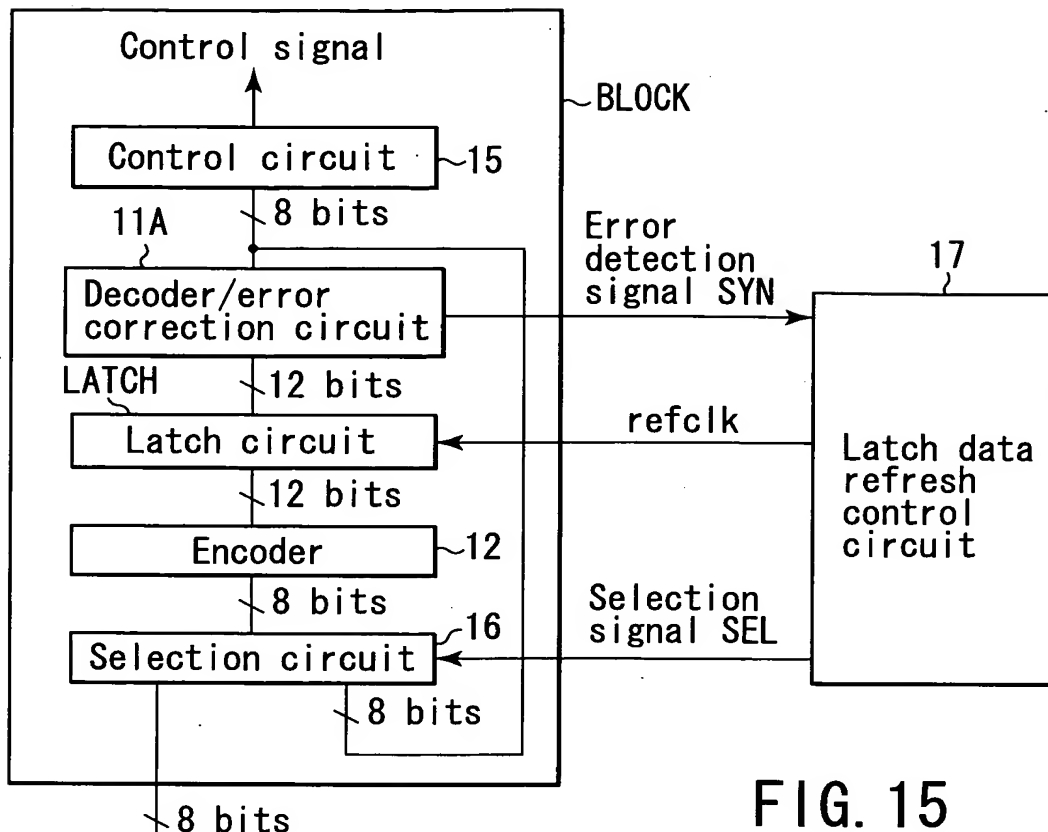 Control signal
BLOCK
Control circuit
15
8 bits
11A
Decoder/error
correction circuit
Error
detection
signal SYN
17
12 bits
LATCH
Latch circuit
refclk
Latch data
refresh
control
circuit
12 bits
Encoder
12
8 bits
Selection
signal SEL
16
Selection circuit
8 bits
8 bits
FIG. 15